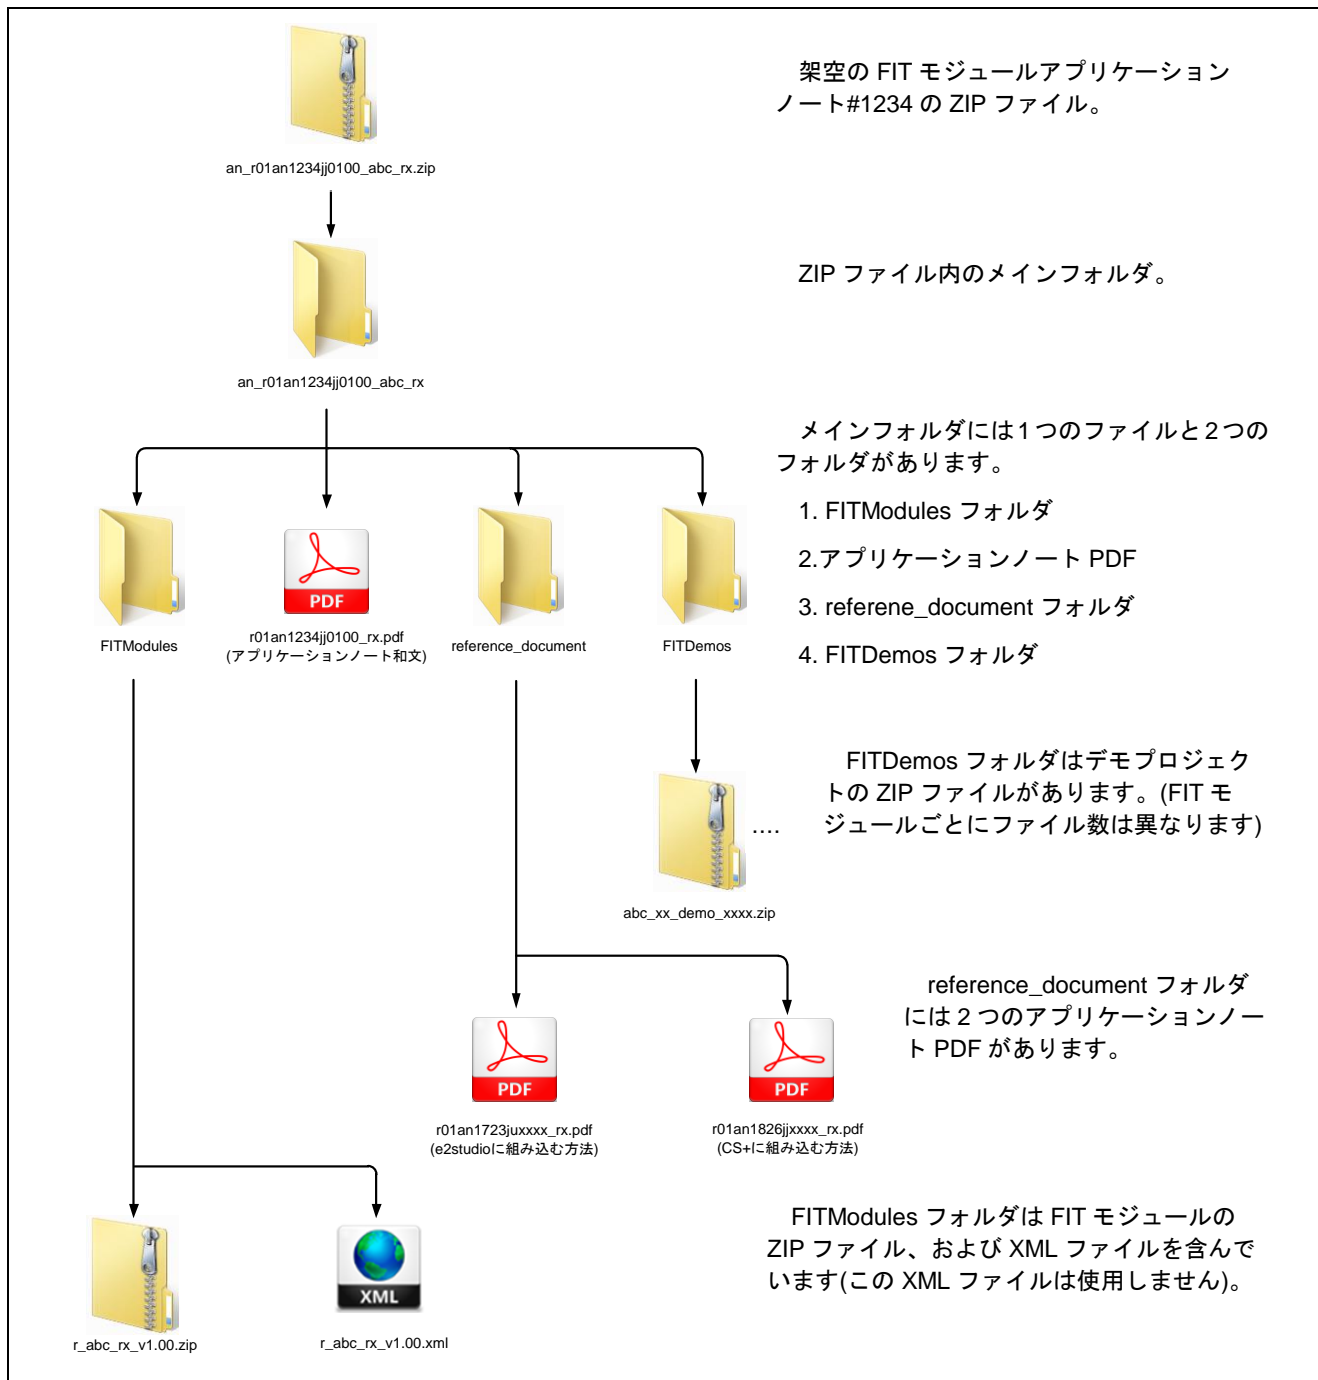 架空の FIT モジュールアプリケーション
ノート#1234 の ZIP ファイル。
an_r01an1234jj0100_abc_rx.zip
ZIP ファイル内のメインフォルダ。
an_r01an1234jj0100_abc_rx
メインフォルダには1つのファイルと2つの
フォルダがあります。
1. FITModules フォルダ
2.アプリケーションノート PDF
3. referene_document フォルダ
4. FITDemos フォルダ
PDF
FITModules
r01an1234jj0100_rx.pdf
(アプリケーションノート和文)
reference_document
FITDemos
FITDemos フォルダはデモプロジェク
トの ZIP ファイルがあります。(FIT モ
ジュールごとにファイル数は異なります)
....
abc_xx_demo_xxxx.zip
reference_document フォルダ
には 2 つのアプリケーションノー
ト PDF があります。
PDF
PDF
r01an1723juxxxx_rx.pdf
(e2studioに組み込む方法)
r01an1826jjxxxx_rx.pdf
(CS+に組み込む方法)
FITModules フォルダは FIT モジュールの
ZIP ファイル、および XML ファイルを含んで
います(この XML ファイルは使用しません)。
XML
r_abc_rx_v1.00.zip
r_abc_rx_v1.00.xml